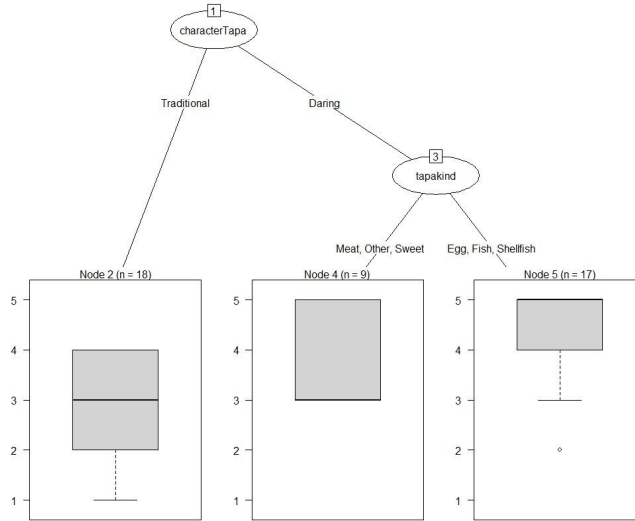 1
characterTapa
Traditional
Daring
3
tapakind
Meat, Other, Sweet
Egg, Fish, Shellfish
Node 2 (n = 18)
Node 4 (n = 9)
Node 5 (n = 17)
5
4
3
2
1
5
4
3
2
1
5
4
3
2
1